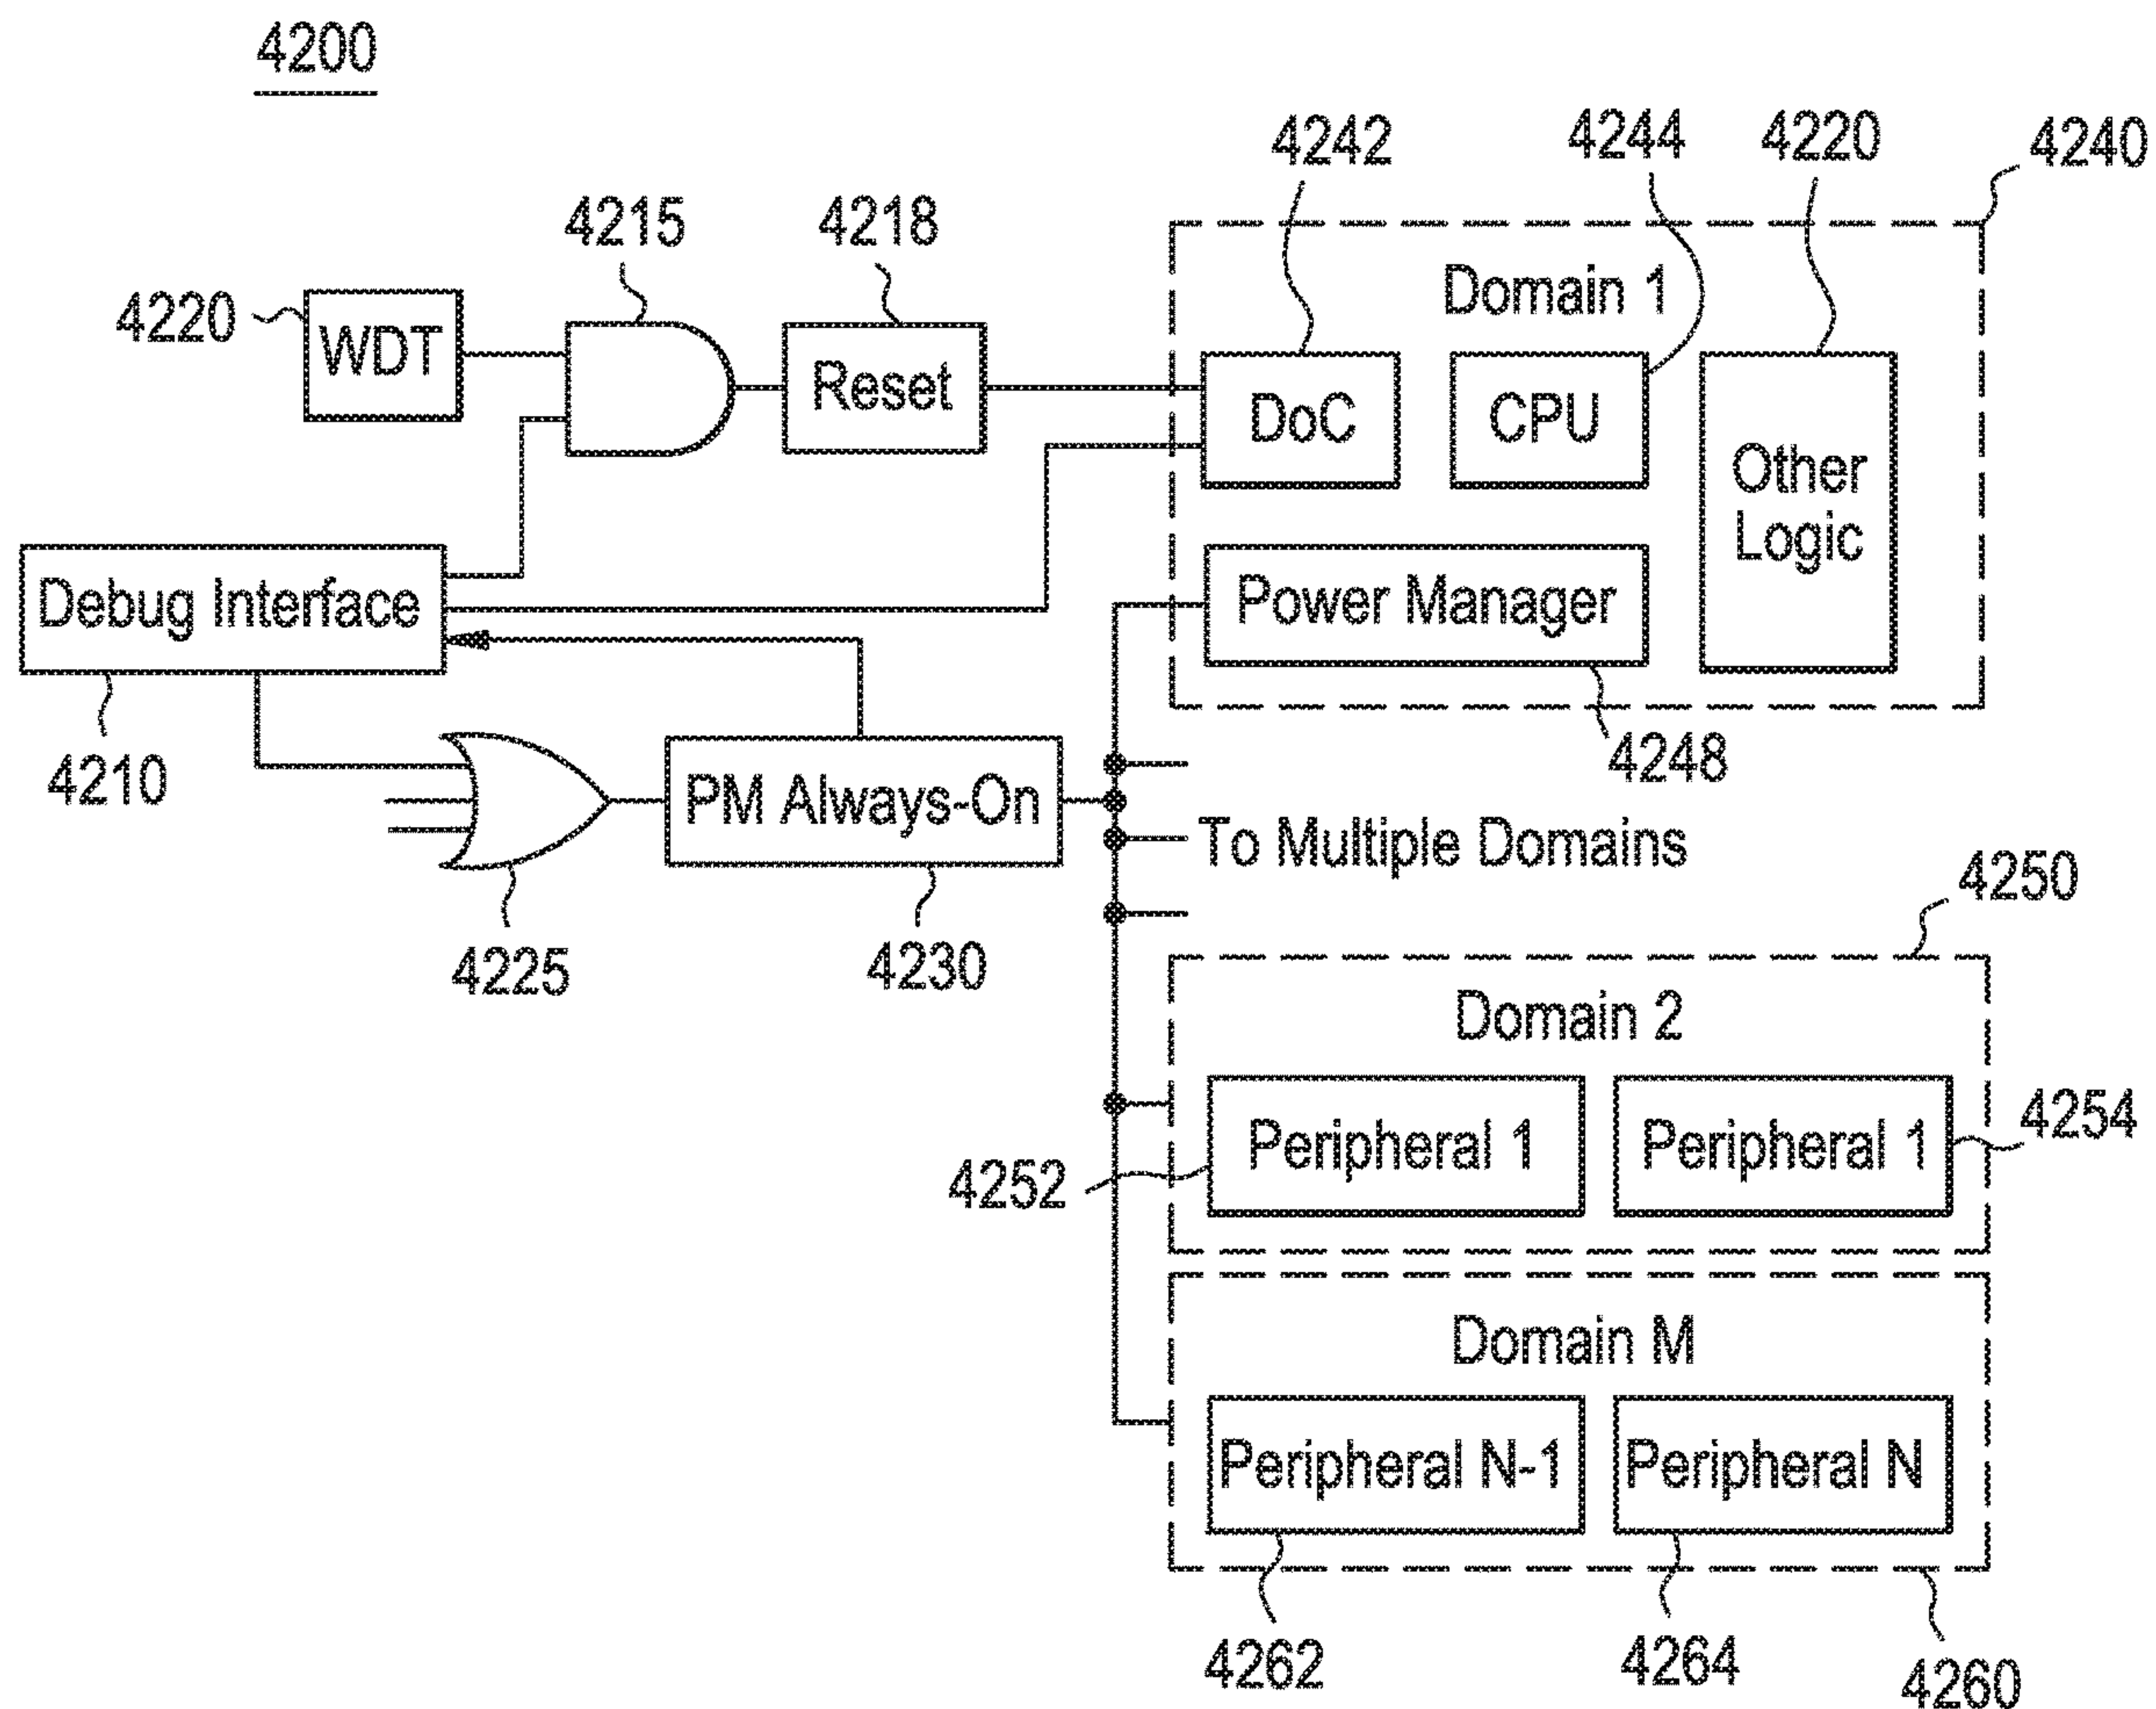 4200
4242
4244
4220
4240
4215
4218
Domain 1
4220
WDT
Reset
DoC
CPU
Other
Logic
Debug Interface
Power Manager
4210
4248
PM Always-On
To Multiple Domains
4225
4230
4250
Domain 2
Peripheral 1
Peripheral 1
4254
4252
Domain M
Peripheral N-1
Peripheral N
4262
4264
4260